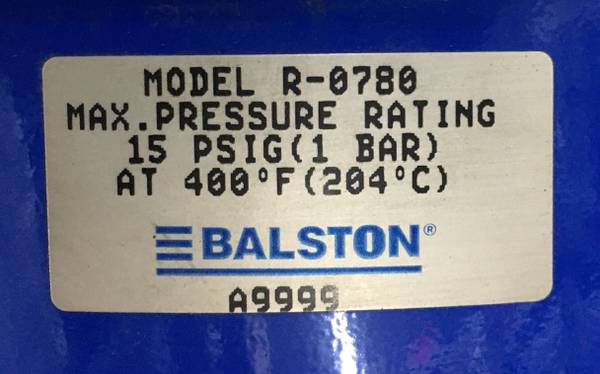 MODEL R-0780
MAX.PRESSURE RATING
15 PSIG(1 BAR)
AT 400°F(204°C)
BALSTON®
A9999